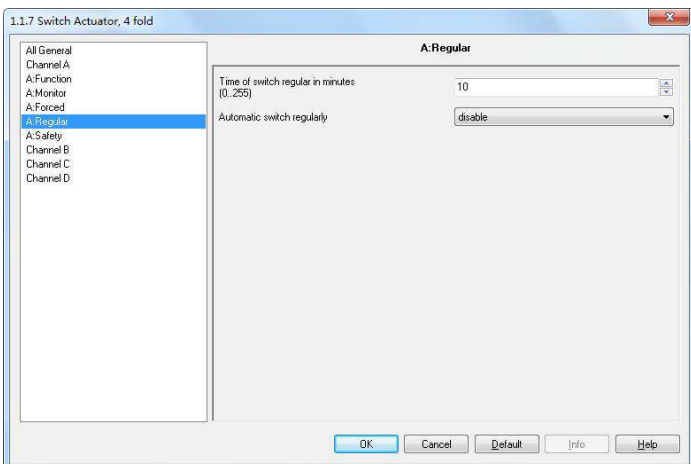 1.1.7 Switch Actuator, 4 fold
All General
Channel A
A:Function
A:Monitor
A:Forced
A:Regular
A:Safety
Channel B
Channel C
Channel D
A:Regular
Time of switch regular in minutes
(0..255)
10
Automatic switch regularly
disable
OK
Cancel
Default
Info
Help